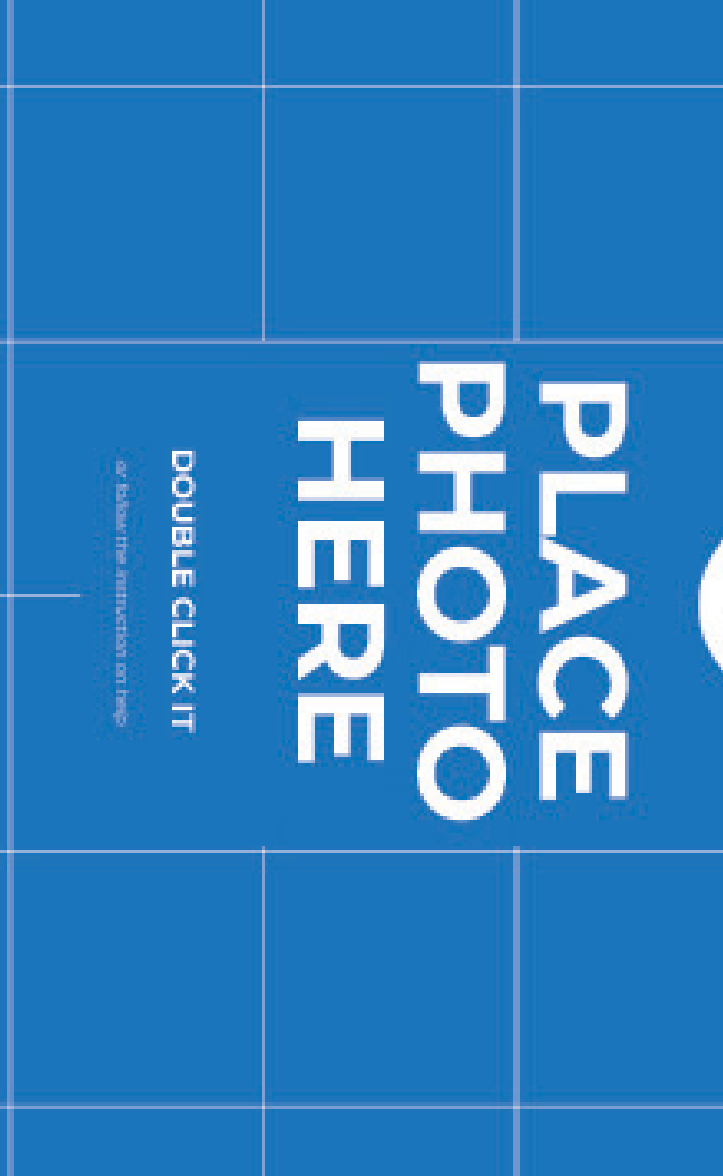 PLACE
PHOTO
HERE
DOUBLE CLICK IT
or follow the instruction on help